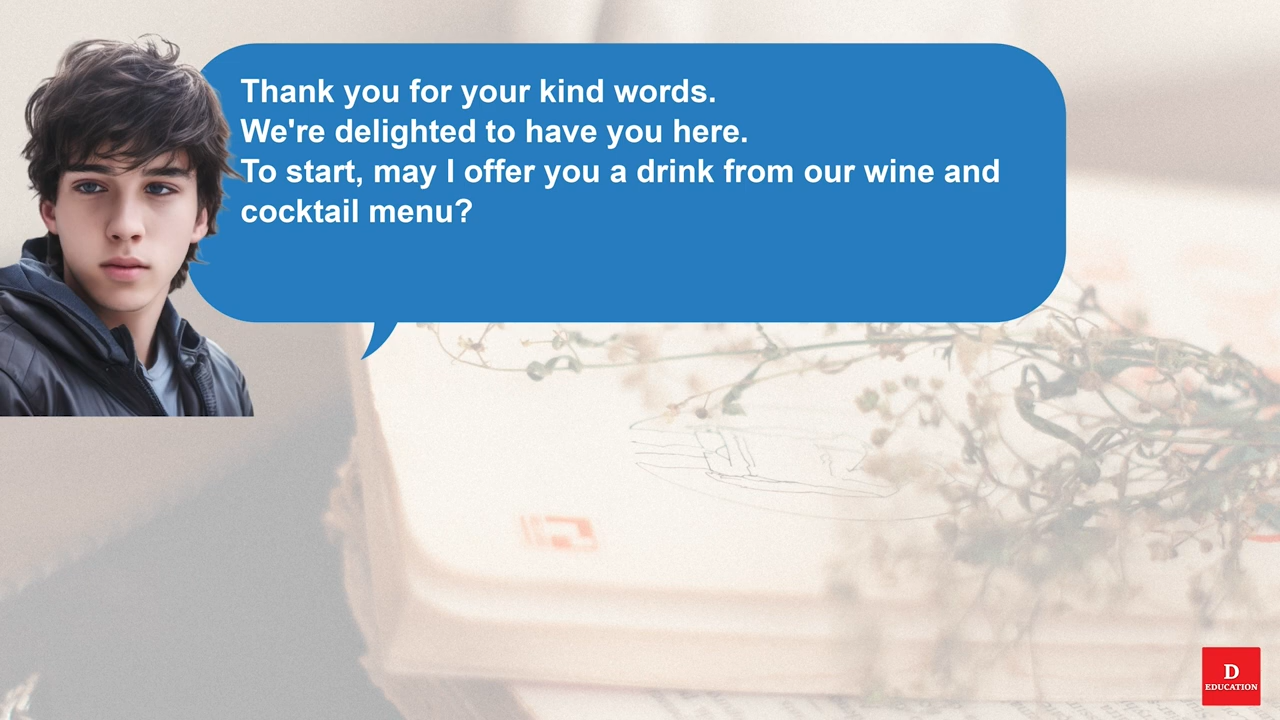 Thank you for your kind words.
We're delighted to have you here.
To start, may I offer you a drink from our wine and
cocktail menu?
D
EDUCATION